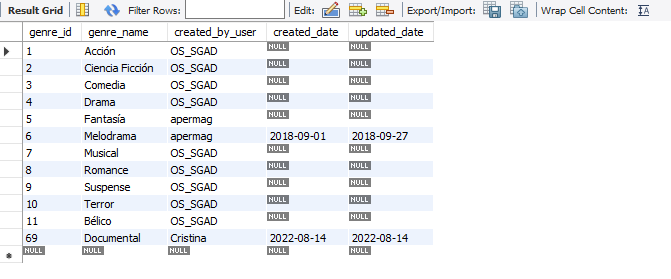 Result Grid Filter Rows: Edit: Export/Import: Wrap Cell Content: IA
genre_id genre_name created_by_user created_date updated_date
1 Acción OS_SGAD NULL NULL
2 Ciencia Ficción OS_SGAD NULL NULL
3 Comedia OS_SGAD NULL NULL
4 Drama OS_SGAD NULL NULL
5 Fantasía apermag NULL NULL
6 Melodrama apermag 2018-09-01 2018-09-27
7 Musical OS_SGAD NULL NULL
8 Romance OS_SGAD NULL NULL
9 Suspense OS_SGAD NULL NULL
10 Terror OS_SGAD NULL NULL
11 Bélico OS_SGAD NULL NULL
69 Documental Cristina 2022-08-14 2022-08-14
NULL NULL NULL NULL NULL